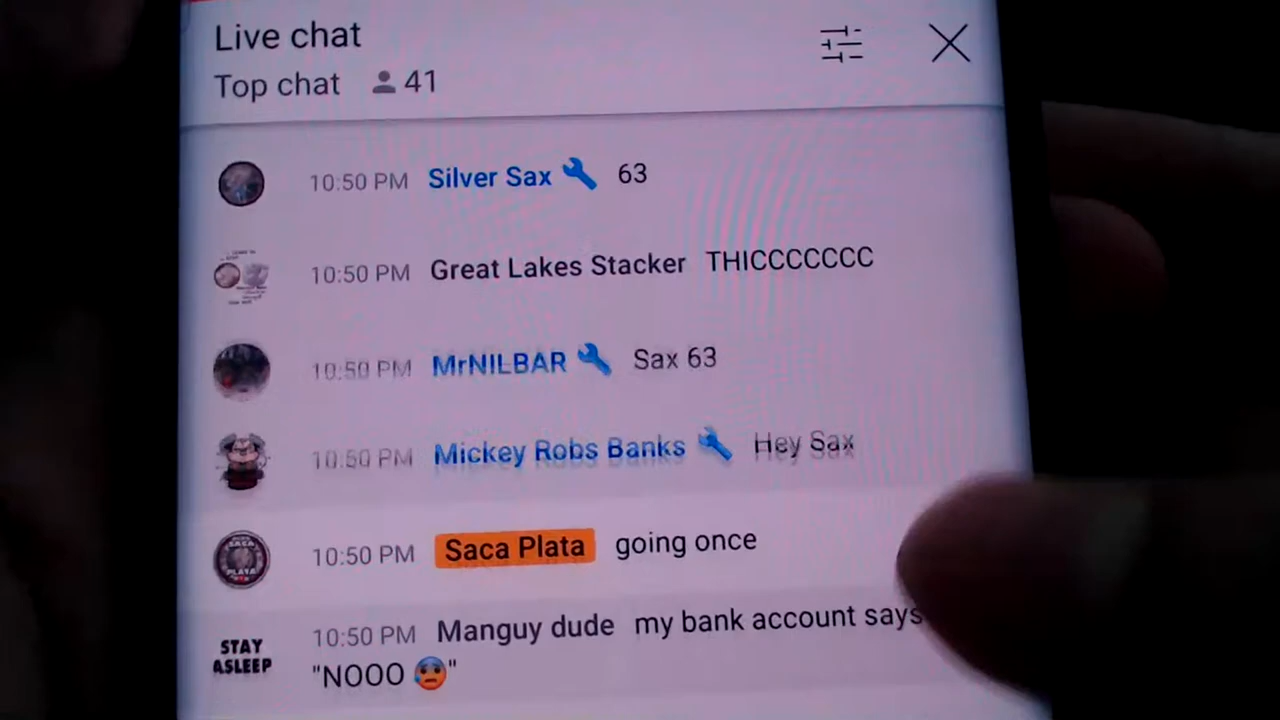 Live chat
Top chat 41
10:50 PM Silver Sax 63
10:50 PM Great Lakes Stacker THICCCCCCC
10:50 PM MrNILBAR Sax 63
10:50 PM Mickey Robs Banks Hey Sax
10:50 PM Saca Plata going once
STAY
ASLEEP
10:50 PM Manguy dude my bank account says
"NOOO 😰"